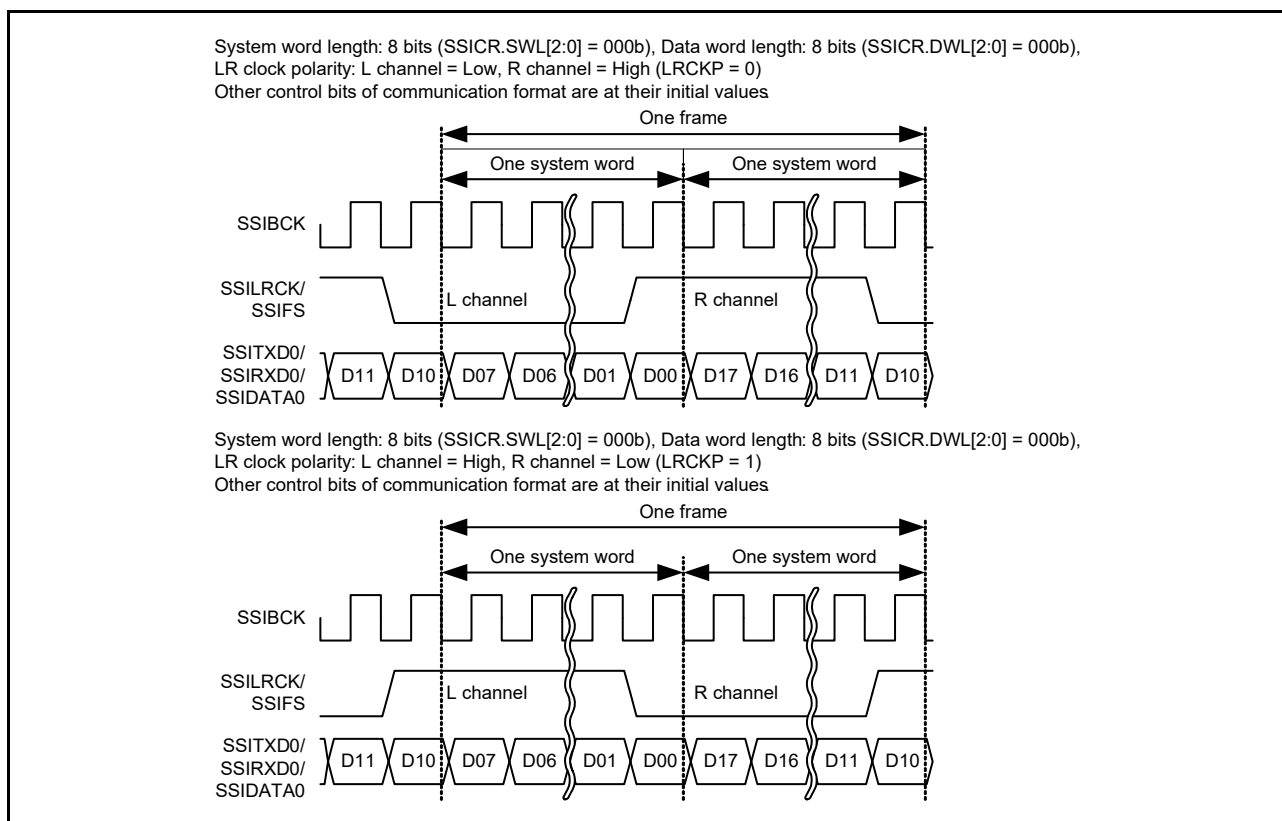 System word length: 8 bits (SSICR.SWL[2:0] = 000b), Data word length: 8 bits (SSICR.DWL[2:0] = 000b),
LR clock polarity: L channel = Low, R channel = High (LRCKP = 0)
Other control bits of communication format are at their initial values.
One frame
One system word One system word
SSIBCK
SSILRCK/
SSIFS
L channel R channel
SSITXD0/
SSIRXD0/
SSIDATA0
D11 D10 D07 D06 D01 D00 D17 D16 D11 D10
System word length: 8 bits (SSICR.SWL[2:0] = 000b), Data word length: 8 bits (SSICR.DWL[2:0] = 000b),
LR clock polarity: L channel = High, R channel = Low (LRCKP = 1)
Other control bits of communication format are at their initial values.
One frame
One system word One system word
SSIBCK
SSILRCK/
SSIFS
L channel R channel
SSITXD0/
SSIRXD0/
SSIDATA0
D11 D10 D07 D06 D01 D00 D17 D16 D11 D10